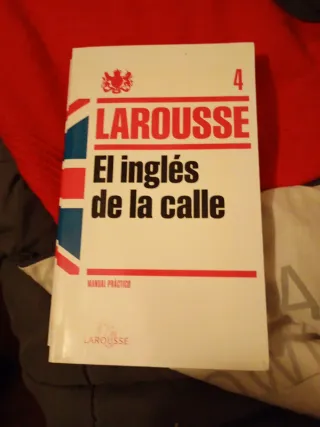 4
LAROUSSE
El inglés
de la calle
MANUAL PRÁCTICO
LAROUSSE